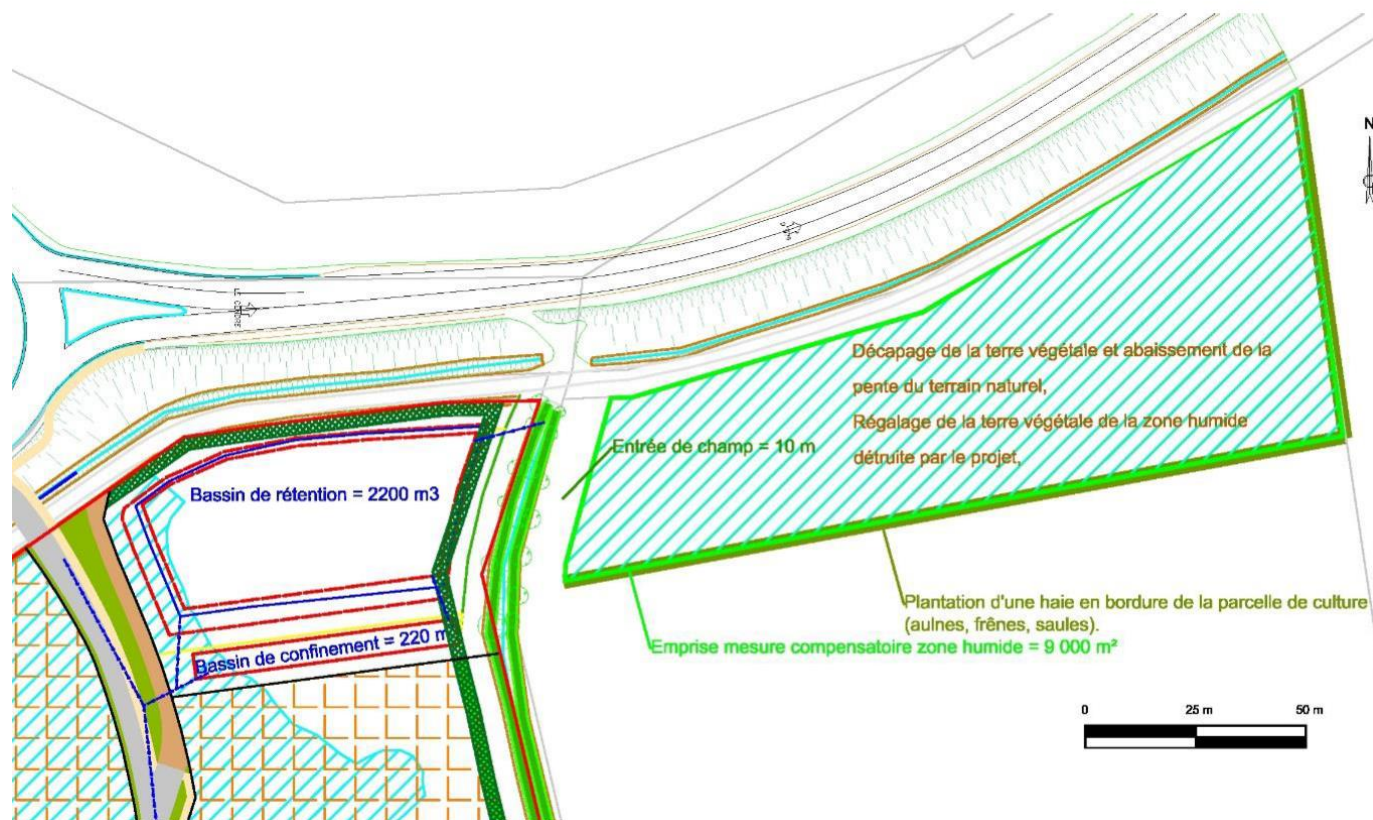 N
Décapage de la terre végétale et abaissement de la
pente du terrain naturel,
Régalage de la terre végétale de la zone humide
détruite par le projet,
Entrée de champ = 10 m
Bassin de rétention = 2200 m3
Plantation d'une haie en bordure de la parcelle de culture
(aulnes, frênes, saules).
Emprise mesure compensatoire zone humide = 9 000 m²
Bassin de confinement = 220 m
0 25 m 50 m